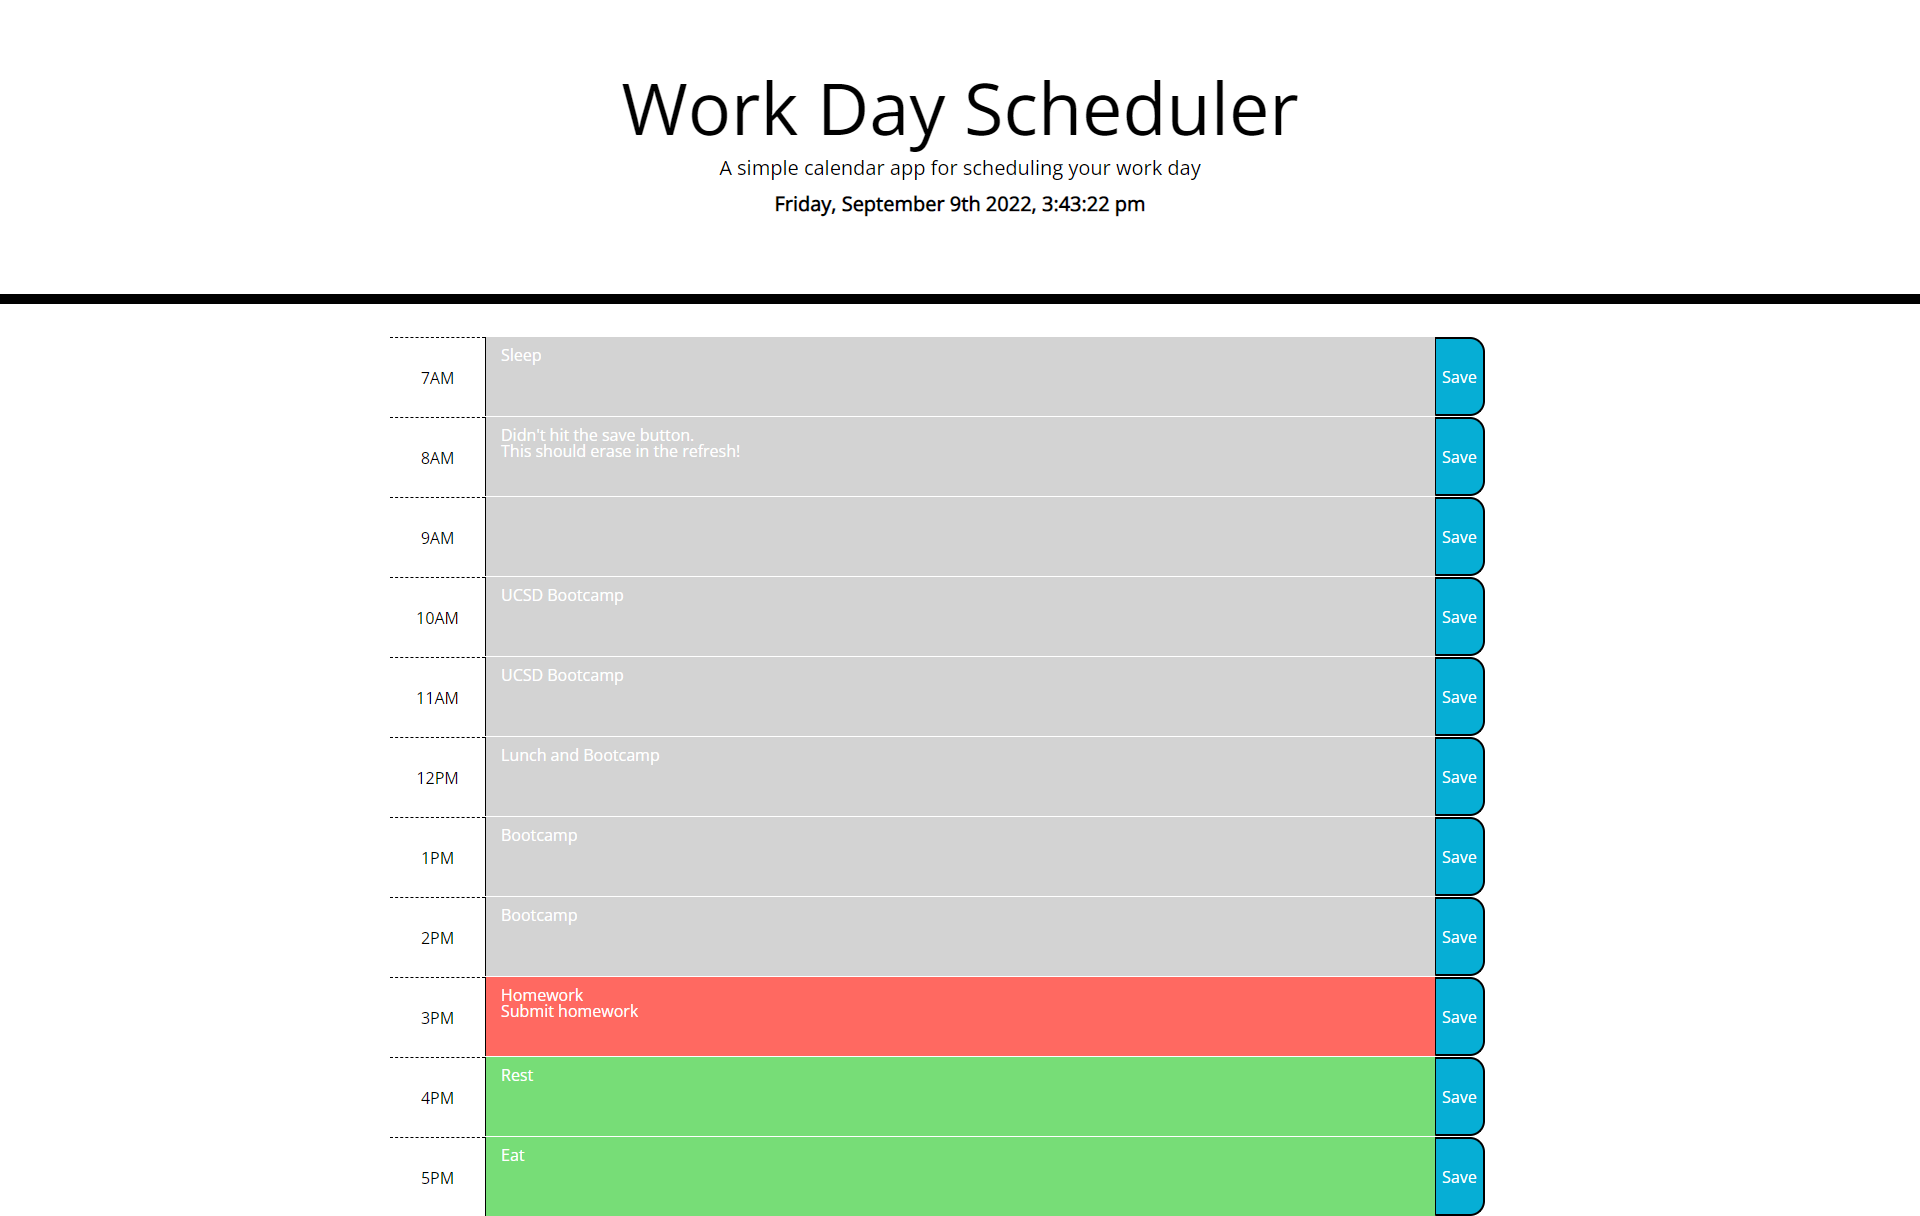 Work Day Scheduler
A simple calendar app for scheduling your work day
Friday, September 9th 2022, 3:43:22 pm
7AM
Sleep
Save
8AM
Didn't hit the save button.
This should erase in the refresh!
Save
9AM
Save
10AM
UCSD Bootcamp
Save
11AM
UCSD Bootcamp
Save
12PM
Lunch and Bootcamp
Save
1PM
Bootcamp
Save
2PM
Bootcamp
Save
3PM
Homework
Submit homework
Save
4PM
Rest
Save
5PM
Eat
Save